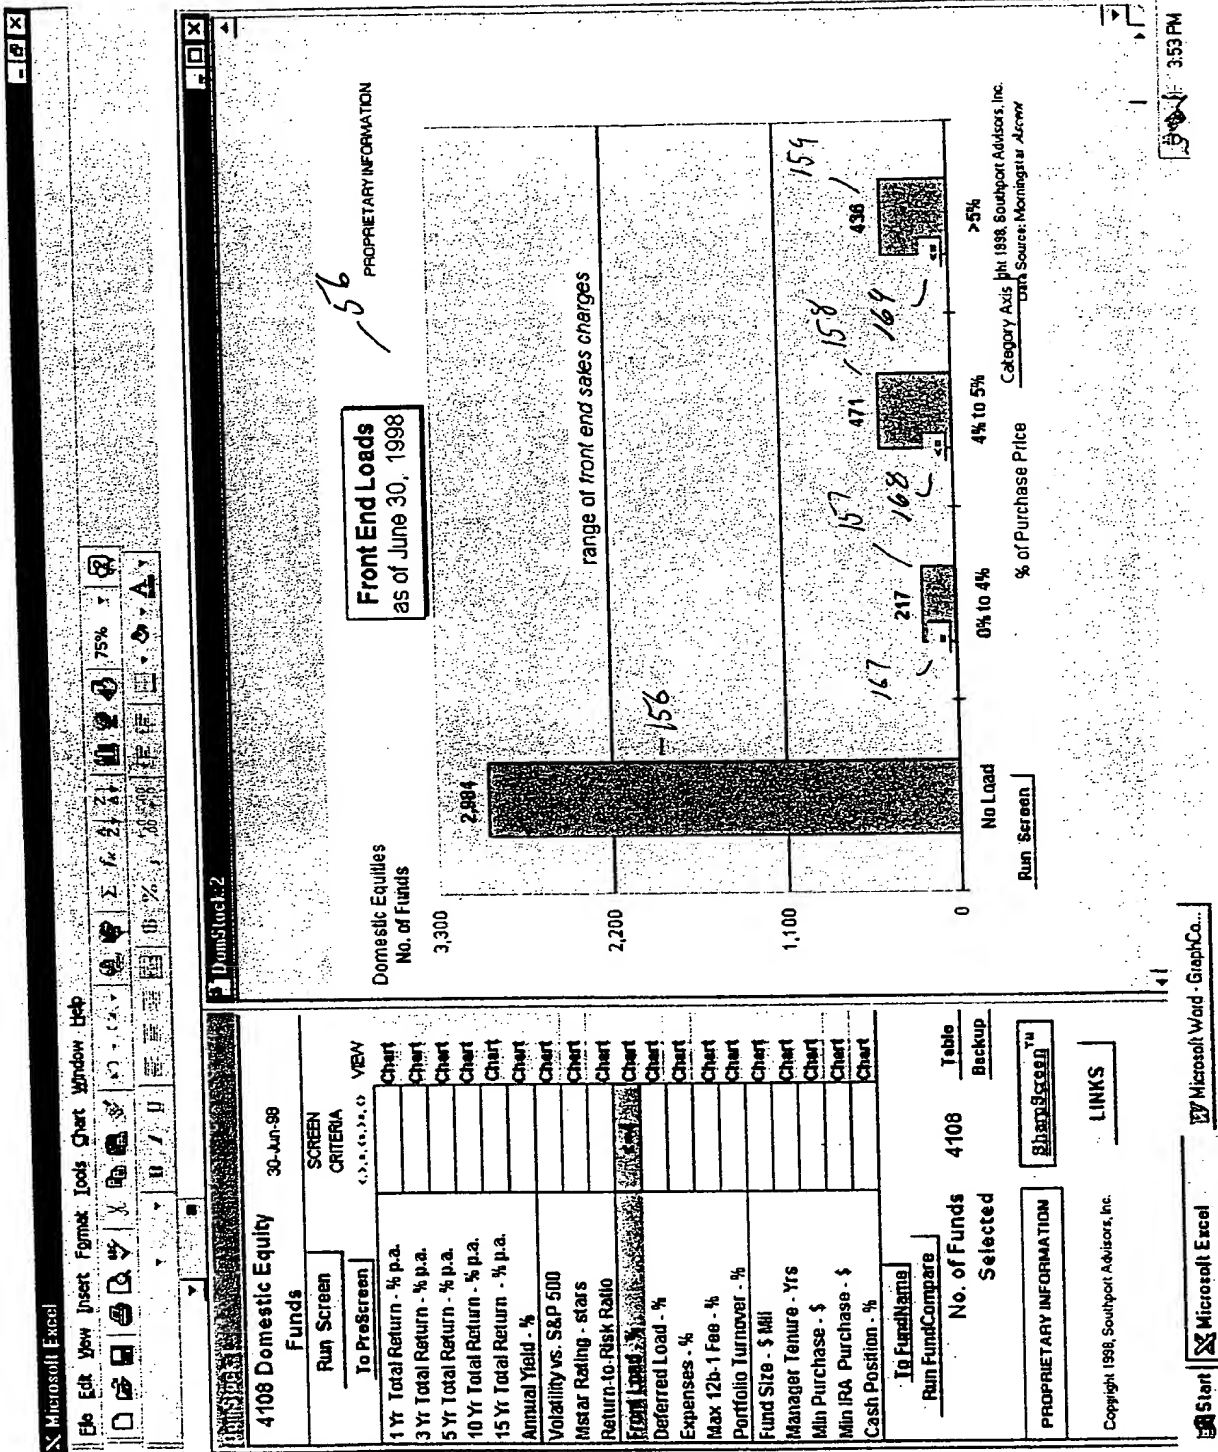 Microsoft Excel
File Edit View Insert Format Tools Chart Window Help
75%
B I U
$ %
4108 Domestic Equity
30-Jun-98
Funds
SCREEN
CRITERIA
Run Screen
To PreScreen
VIEW
1 Yr Total Return - % p.a. Chart
3 Yr Total Return - % p.a. Chart
5 Yr Total Return - % p.a. Chart
10 Yr Total Return - % p.a. Chart
15 Yr Total Return - % p.a. Chart
Annual Yield - % Chart
Volatility vs. S&P 500 Chart
Mstar Rating - stars Chart
Return-to-Risk Ratio Chart
Front Load - % Chart
Deferred Load - % Chart
Expenses - % Chart
Max 12b-1 Fee - % Chart
Portfolio Turnover - % Chart
Fund Size - $ Mil Chart
Manager Tenure - Yrs Chart
Min Purchase - $ Chart
Min IRA Purchase - $ Chart
Cash Position - % Chart
To FundName
Run FundCompare
No. of Funds 4108 Table
Selected Backup
PROPRIETARY INFORMATION
SharpScreen™
Copyright 1998, Southport Advisors, Inc.
LINKS
DomStock2
Domestic Equities
No. of Funds
Front End Loads
as of June 30, 1998
56
PROPRIETARY INFORMATION
3,300
2,200
1,100
0
range of front end sales charges
2,984
156
167
217
157
168
471
158
169
436
159
No Load
0% to 4%
4% to 5%
>5%
Run Screen
% of Purchase Price
Category Axis ght 1998, Southport Advisors, Inc.
Data Source: Morningstar Ascent
Start
Microsoft Excel
Microsoft Word - GraphCo...
3:53 PM